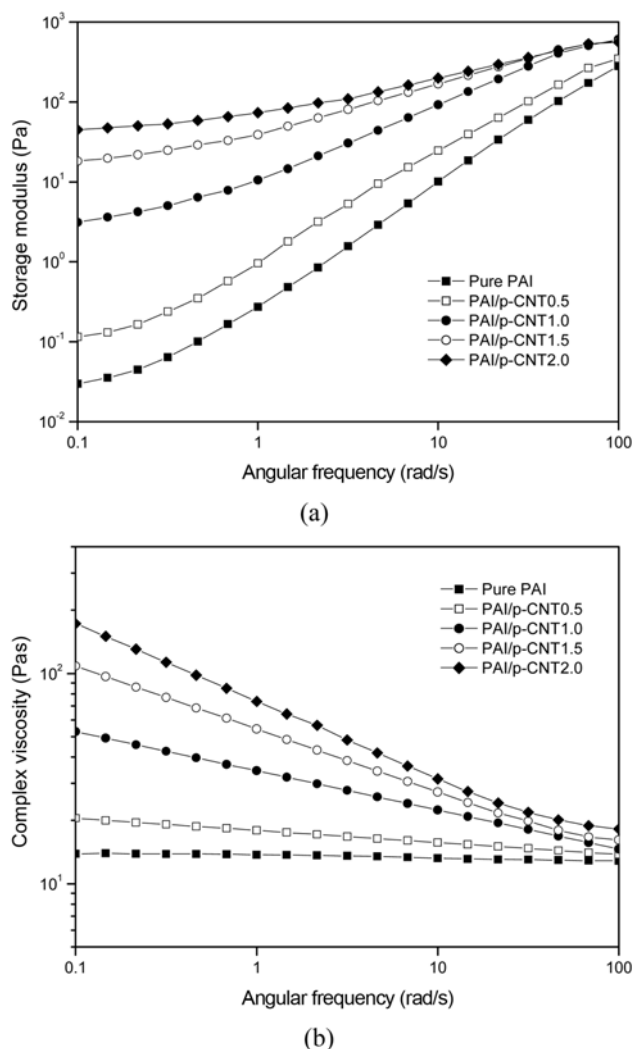 10³
10²
10¹
10⁰
10⁻¹
10⁻²
Storage modulus (Pa)
Pure PAI
PAI/p-CNT0.5
PAI/p-CNT1.0
PAI/p-CNT1.5
PAI/p-CNT2.0
0.1 1 10 100
Angular frequency (rad/s)
(a)
10²
10¹
Complex viscosity (Pas)
Pure PAI
PAI/p-CNT0.5
PAI/p-CNT1.0
PAI/p-CNT1.5
PAI/p-CNT2.0
0.1 1 10 100
Angular frequency (rad/s)
(b)